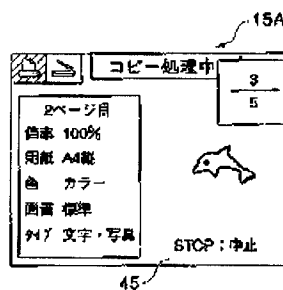 15A
コピー処理中
3
5
2ページ目
倍率 100%
用紙 A4縦
色 カラー
画質 標準
タイプ 文字・写真
STOP：中止
45